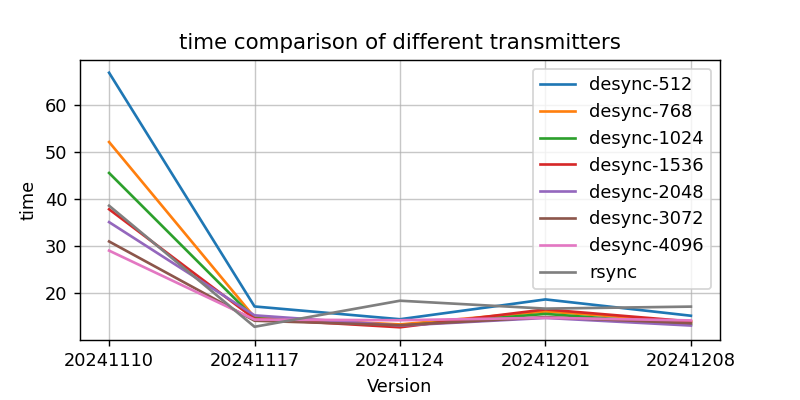 time comparison of different transmitters
time
60
50
40
30
20
desync-512
desync-768
desync-1024
desync-1536
desync-2048
desync-3072
desync-4096
rsync
20241110 20241117 20241124 20241201 20241208
Version